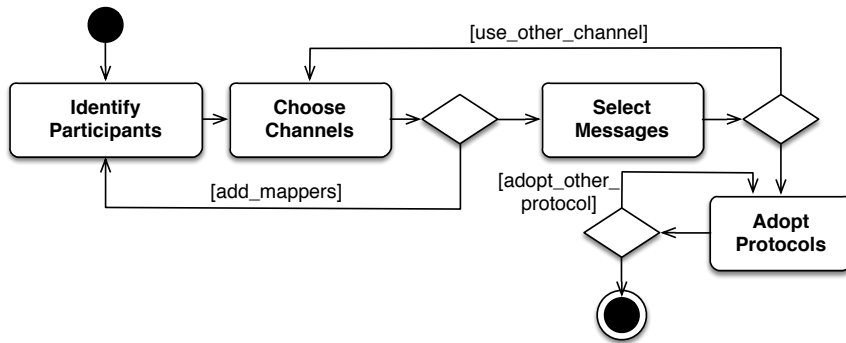 [use_other_channel]
Identify
Participants
Choose
Channels
Select
Messages
[add_mappers]
[adopt_other_
protocol]
Adopt
Protocols